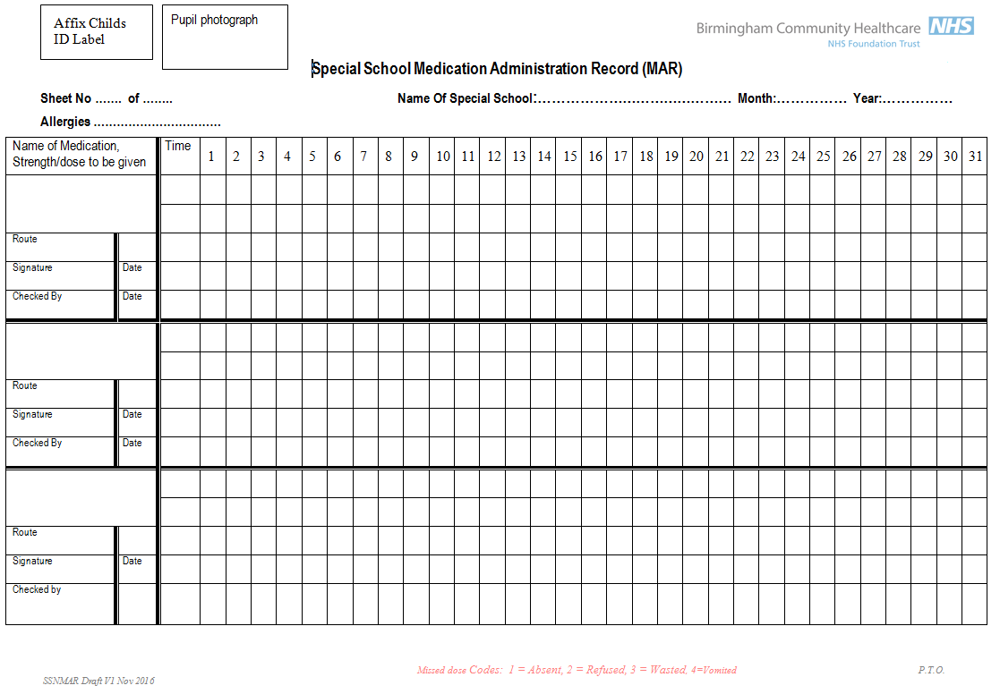 Affix Childs
ID Label
Pupil photograph
Birmingham Community Healthcare NHS
NHS Foundation Trust
Special School Medication Administration Record (MAR)
Sheet No ....... of ........ Name Of Special School:……………….……….…………… Month:…………… Year:……………
Allergies .................................
Name of Medication,
Strength/dose to be given
Time 1 2 3 4 5 6 7 8 9 10 11 12 13 14 15 16 17 18 19 20 21 22 23 24 25 26 27 28 29 30 31
Route
Signature Date
Checked By Date
Route
Signature Date
Checked By Date
Route
Signature Date
Checked by
Missed dose Codes: 1 = Absent, 2 = Refused, 3 = Wasted, 4=Vomited P.T.O.
SSNMAR Draft V1 Nov 2016